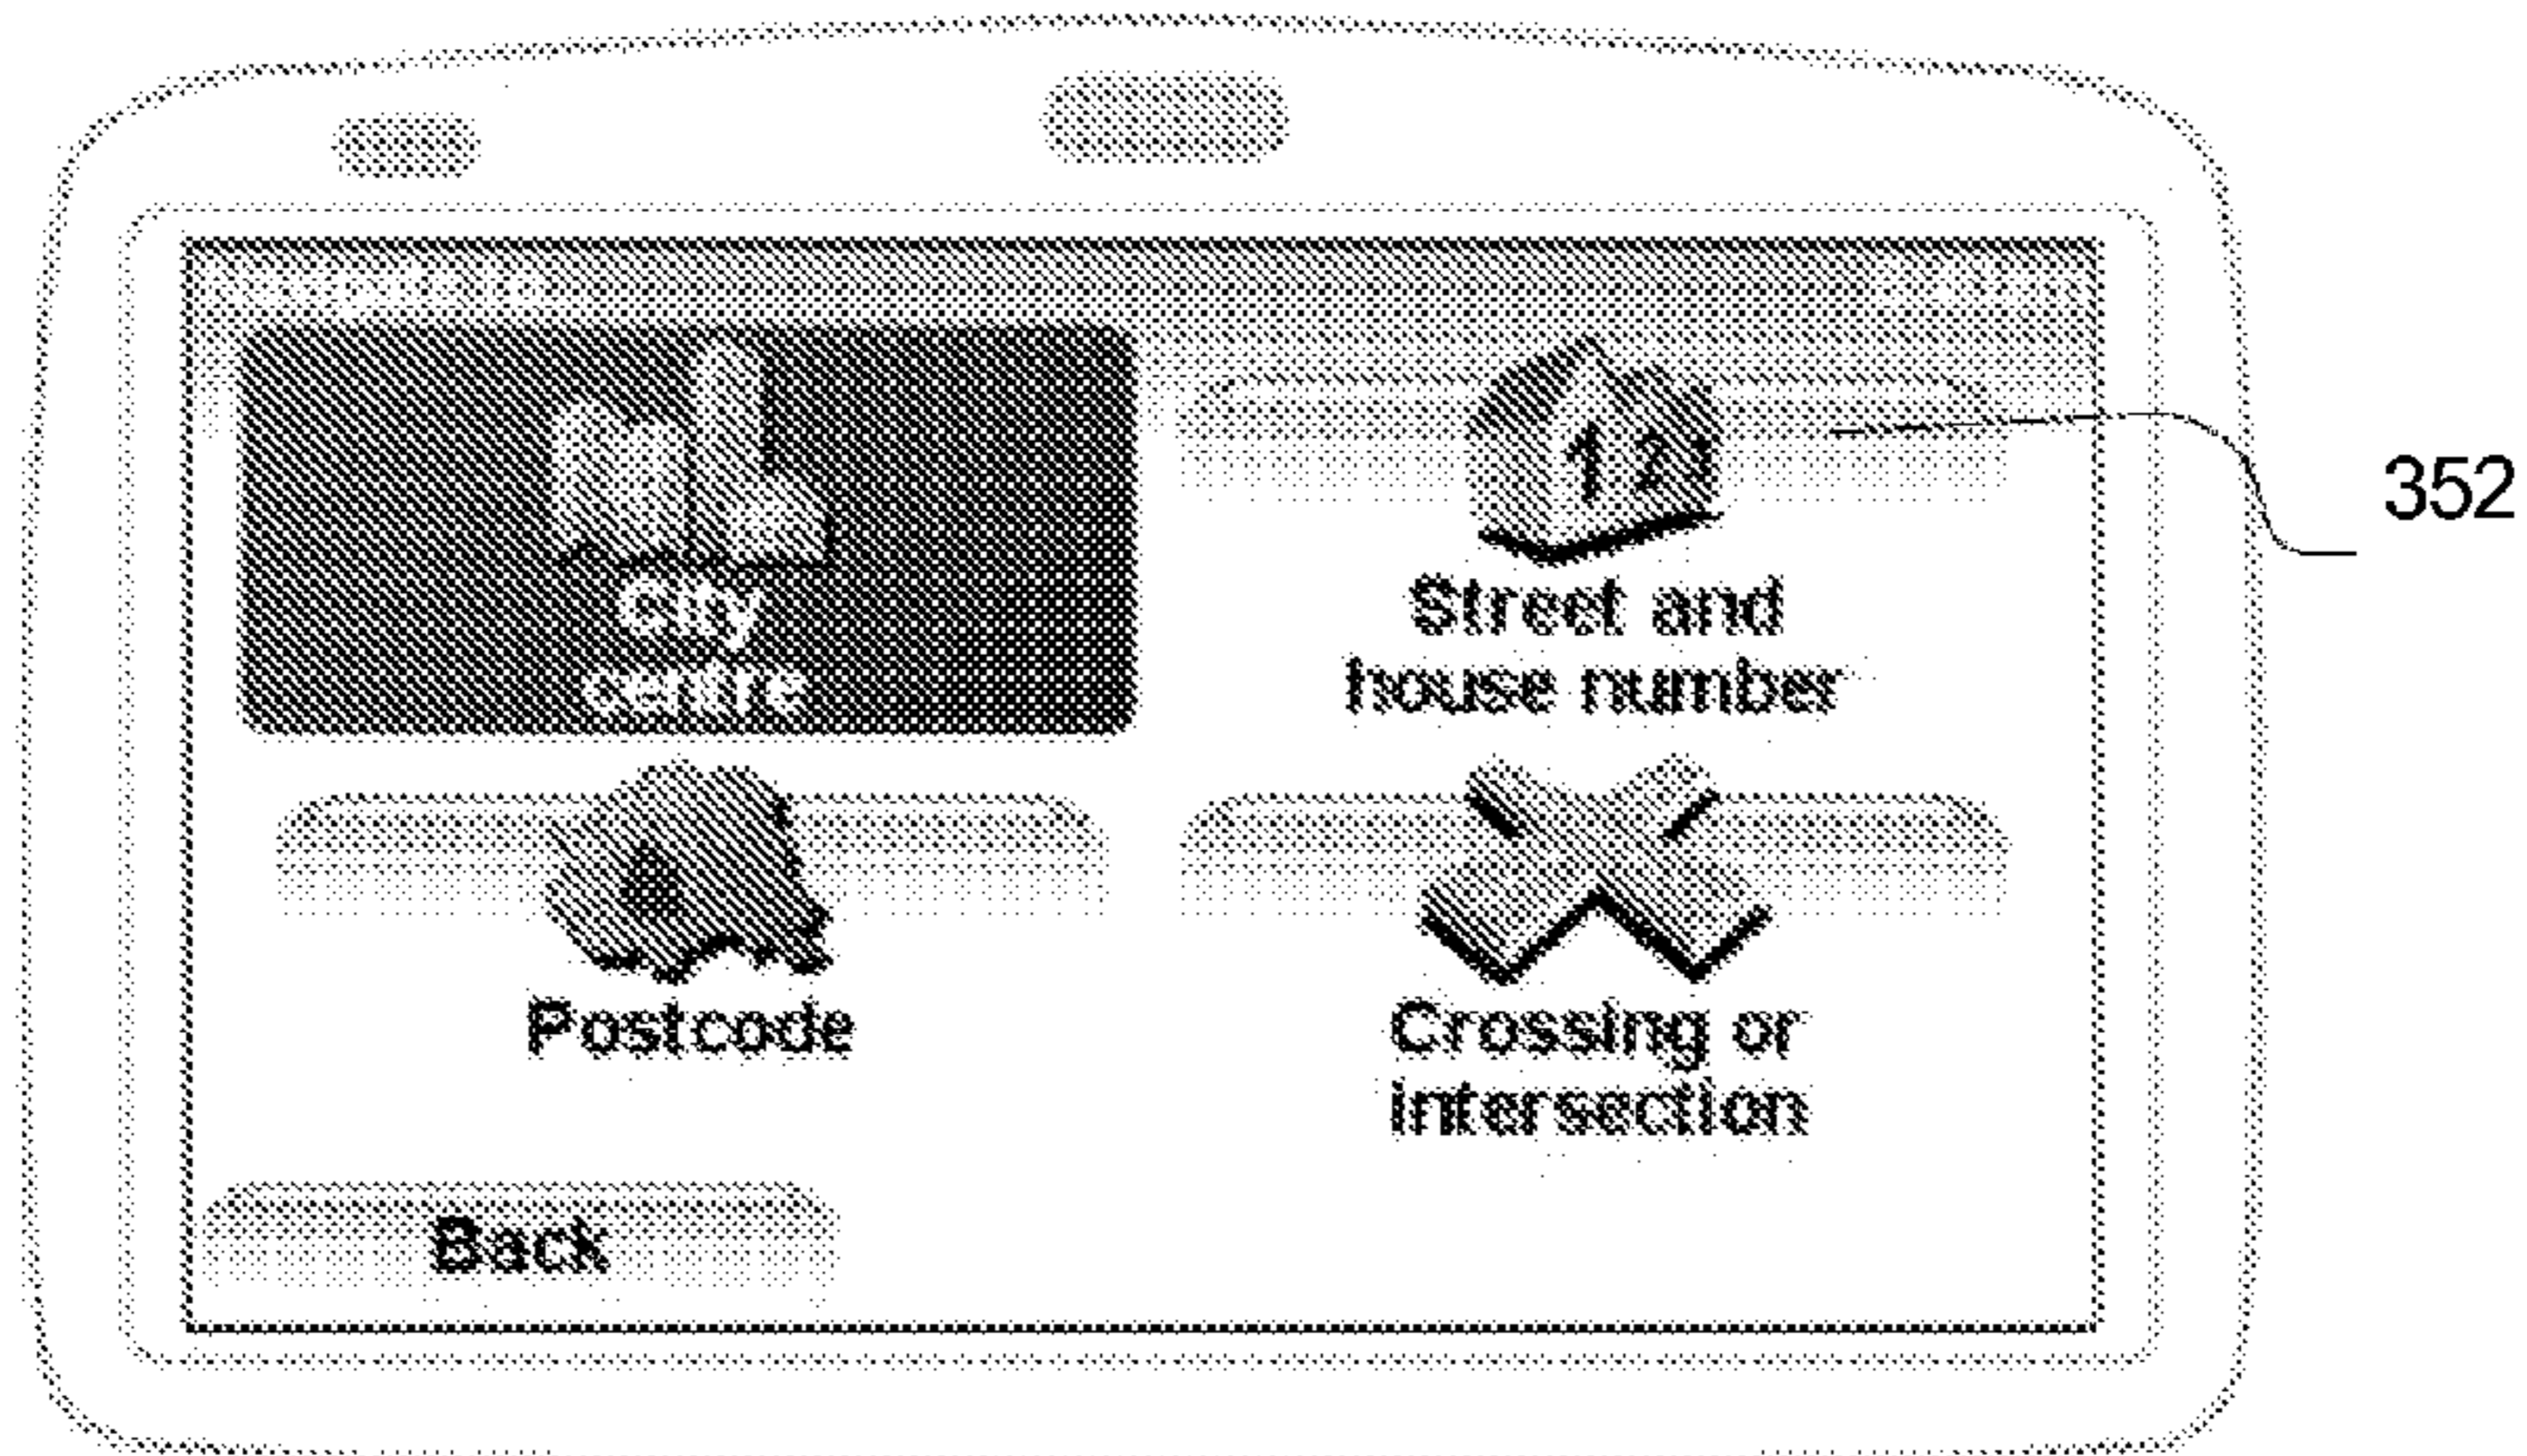 City
centre
Street and
house number
352
Postcode
Crossing or
intersection
Back